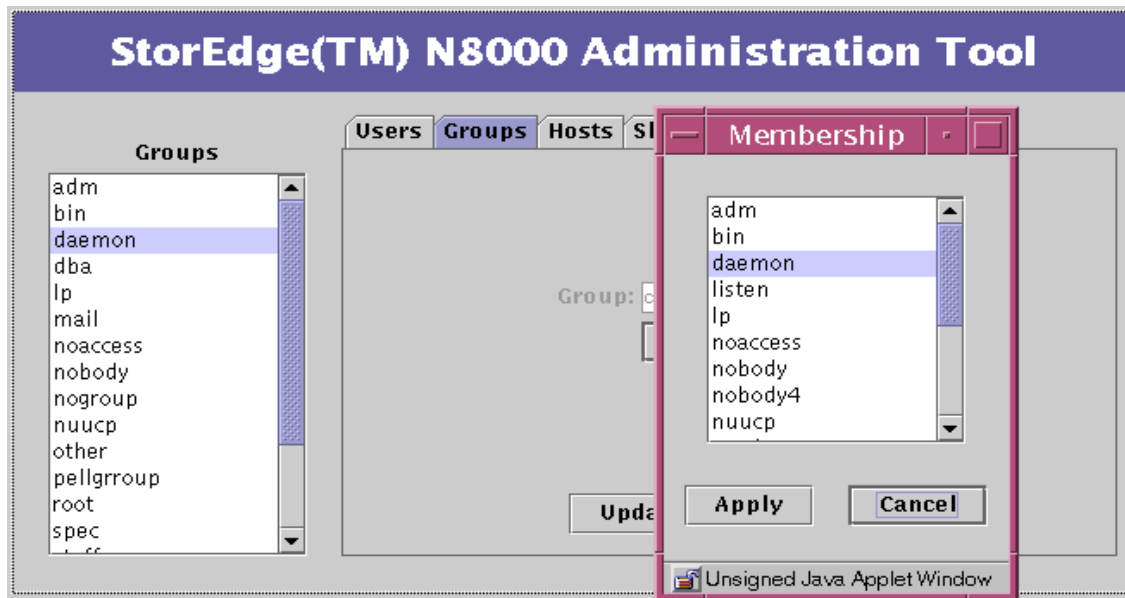 StorEdge(TM) N8000 Administration Tool
Groups
adm
bin
daemon
dba
lp
mail
noaccess
nobody
nogroup
nuucp
other
pellgrroup
root
spec
Users Groups Hosts
Group:
Membership
adm
bin
daemon
listen
lp
noaccess
nobody
nobody4
nuucp
Apply Cancel
Unsigned Java Applet Window